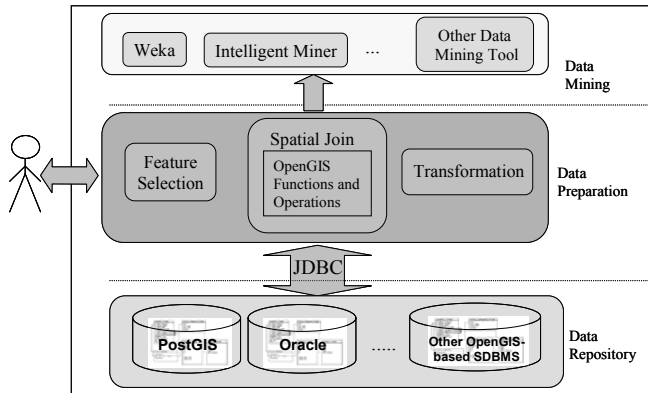 Weka
Intelligent Miner
...
Other Data
Mining Tool
Data
Mining
Feature
Selection
Spatial Join
OpenGIS
Functions and
Operations
Transformation
Data
Preparation
JDBC
PostGIS
Oracle
.....
Other OpenGIS-
based SDBMS
Data
Repository